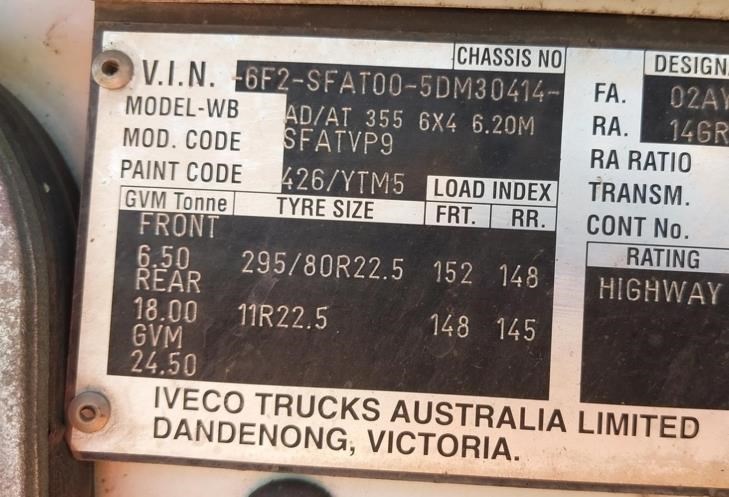 CHASSIS NO
V.I.N. -6F2-SFAT00-5DM30414-
MODEL-WB AD/AT 355 6X4 6.20M
MOD. CODE SFATVP9
PAINT CODE 426/YTM5
LOAD INDEX
GVM Tonne TYRE SIZE FRT. RR.
FRONT
6.50 295/80R22.5 152 148
REAR
18.00 11R22.5 148 145
GVM
24.50
DESIGN
FA. 02AY
RA. 14GR
RA RATIO
TRANSM.
CONT No.
RATING
HIGHWAY
IVECO TRUCKS AUSTRALIA LIMITED
DANDENONG, VICTORIA.